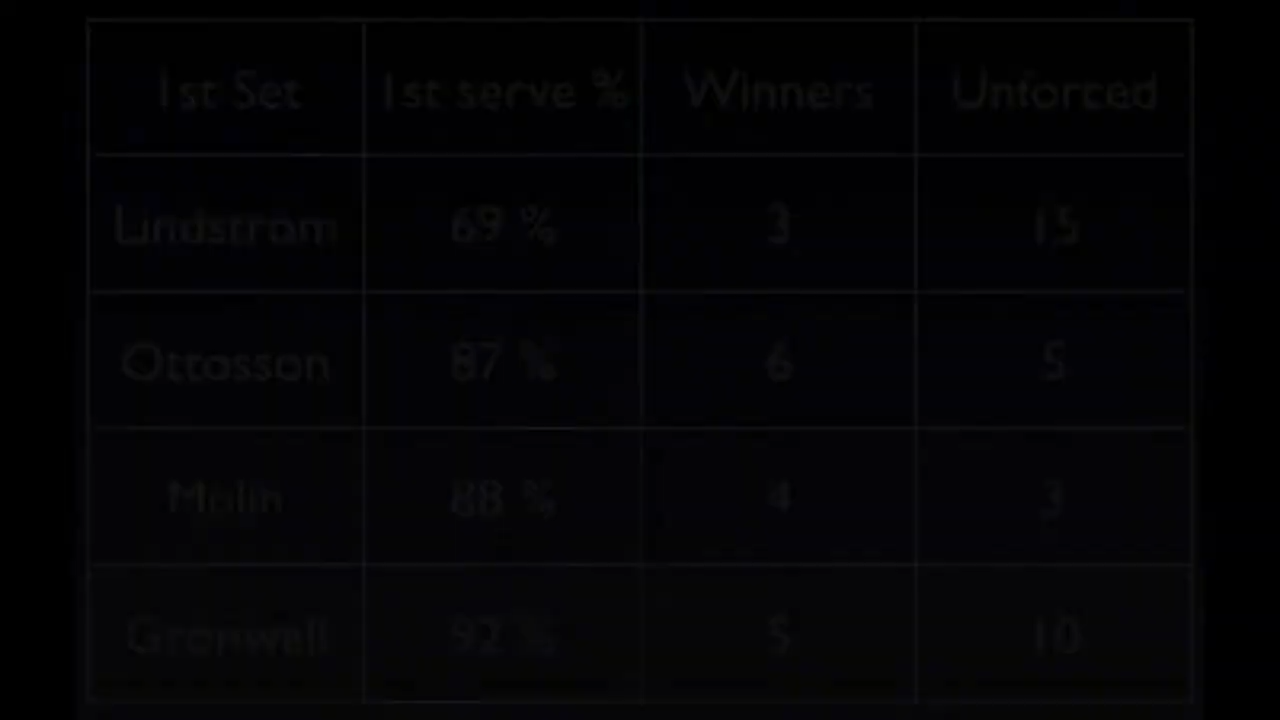 1st Set 1st serve % Winners Unforced
Lindstrom 69 % 3 15
Ottosson 87 % 6 5
Molin 88 % 4 3
Gronwall 92 % 5 10